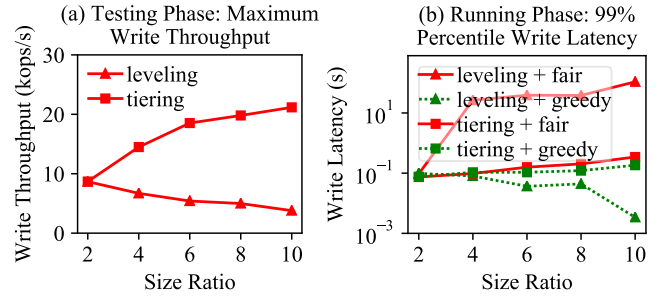 (a) Testing Phase: Maximum
Write Throughput
Write Throughput (kops/s)
30
20
10
0
leveling
tiering
2 4 6 8 10
Size Ratio
(b) Running Phase: 99%
Percentile Write Latency
Write Latency (s)
10^1
10^-1
10^-3
leveling + fair
leveling + greedy
tiering + fair
tiering + greedy
2 4 6 8 10
Size Ratio